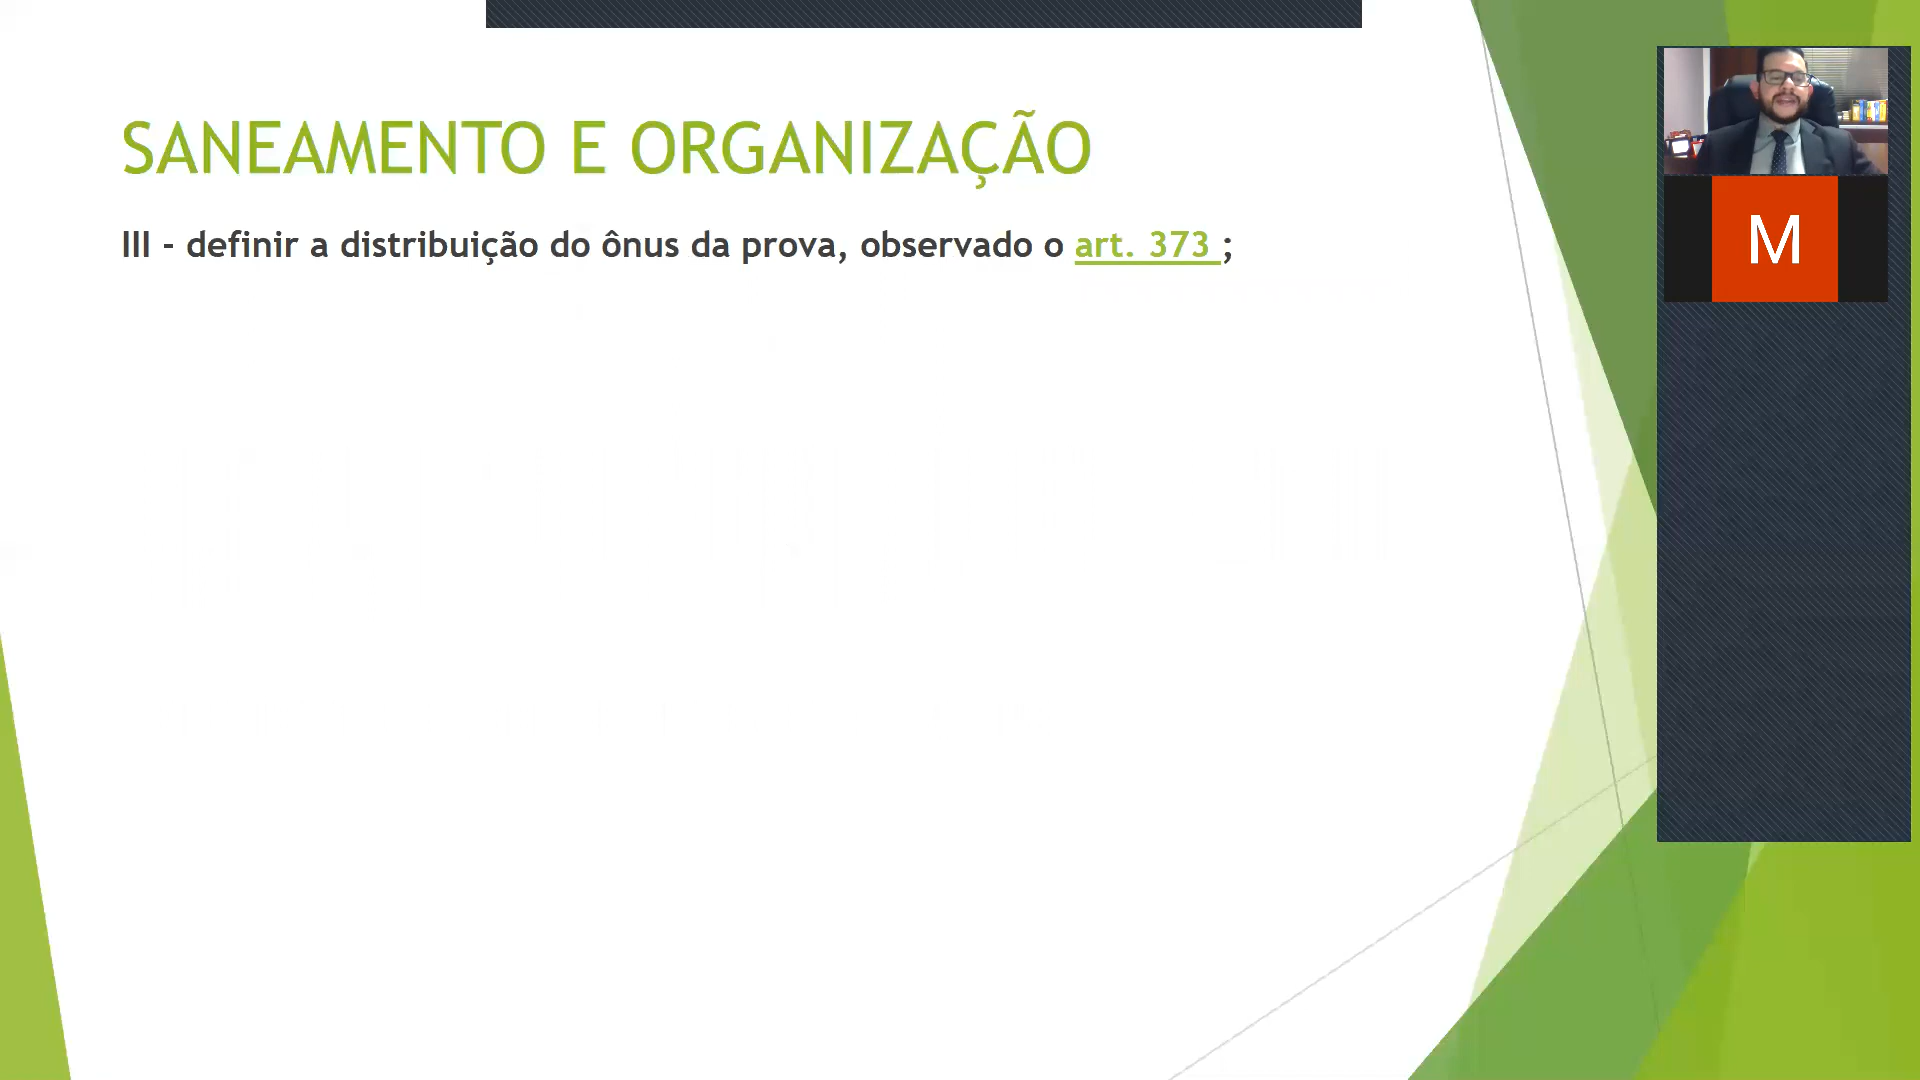 SANEAMENTO E ORGANIZAÇÃO
III - definir a distribuição do ônus da prova, observado o art. 373 ;
M